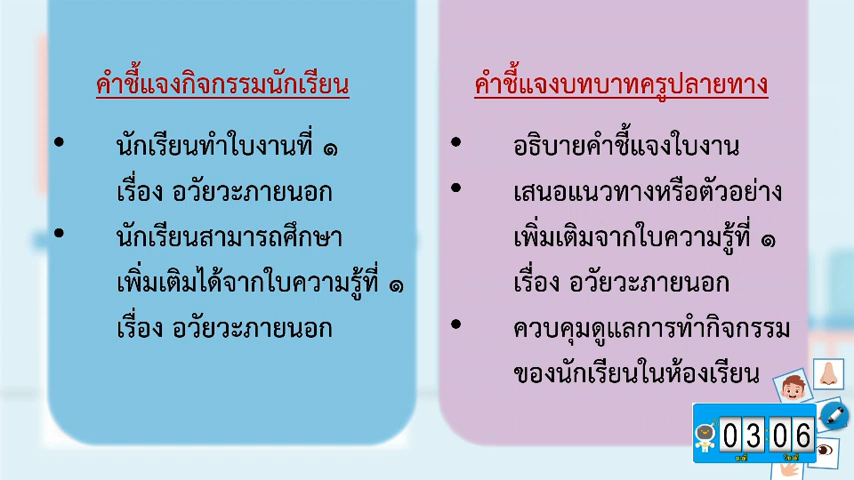 คำชี้แจงกิจกรรมนักเรียน
• นักเรียนทำใบงานที่ ๑
เรื่อง อวัยวะภายนอก
• นักเรียนสามารถศึกษา
เพิ่มเติมได้จากใบความรู้ที่ ๑
เรื่อง อวัยวะภายนอก
คำชี้แจงบทบาทครูปลายทาง
• อธิบายคำชี้แจงใบงาน
• เสนอแนวทางหรือตัวอย่าง
เพิ่มเติมจากใบความรู้ที่ ๑
เรื่อง อวัยวะภายนอก
• ควบคุมดูแลการทำกิจกรรม
ของนักเรียนในห้องเรียน
03:06
นาที วินาที